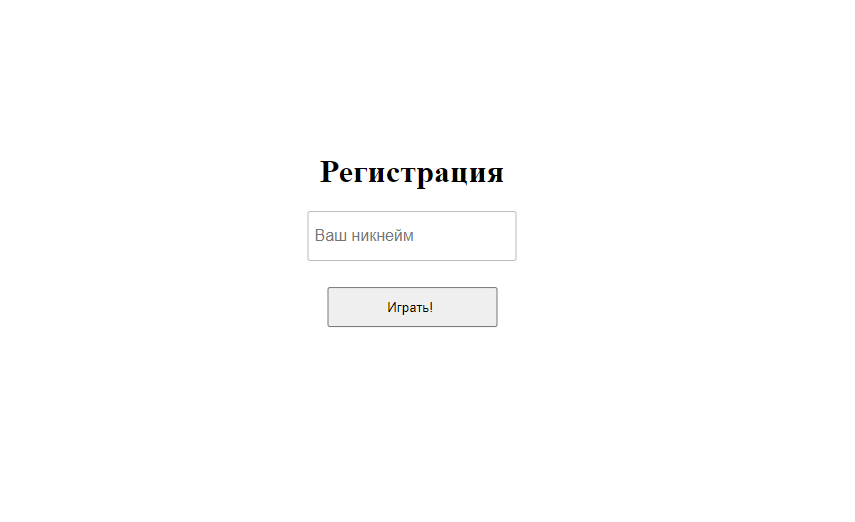 Регистрация
Ваш никнейм
Играть!